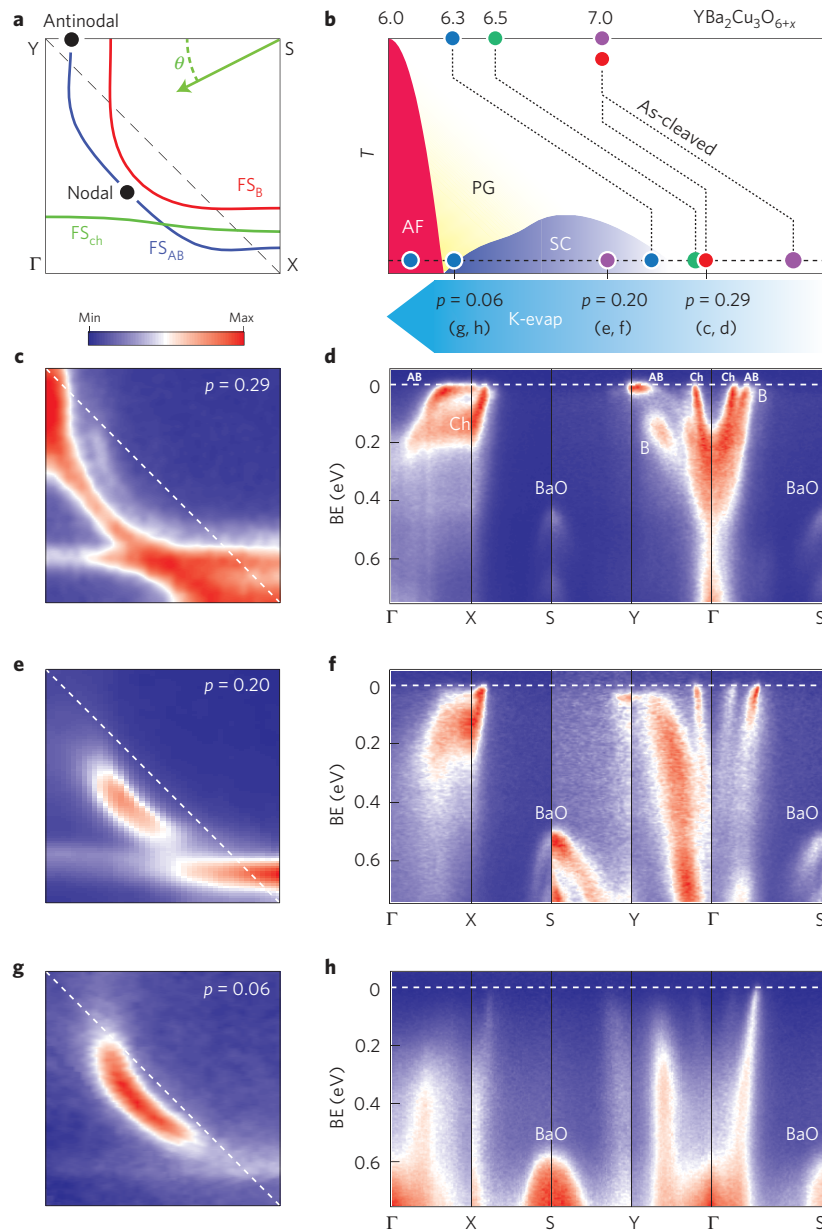 a
Antinodal
Y
S
θ
Nodal
FS_B
FS_ch
FS_AB
Γ
X
b
6.0 6.3 6.5 7.0 YBa₂Cu₃O₆₊ₓ
T
As-cleaved
PG
AF
SC
p = 0.06 p = 0.20 p = 0.29
(g, h) K-evap (e, f) (c, d)
Min Max
c
p = 0.29
d
AB AB Ch Ch AB
0
B
Ch
0.2
B
BE (eV)
0.4
BaO BaO
0.6
Γ X S Y Γ S
e
p = 0.20
f
0
0.2
BE (eV)
0.4
BaO BaO
0.6
Γ X S Y Γ S
g
p = 0.06
h
0
0.2
BE (eV)
0.4
BaO BaO
0.6
Γ X S Y Γ S